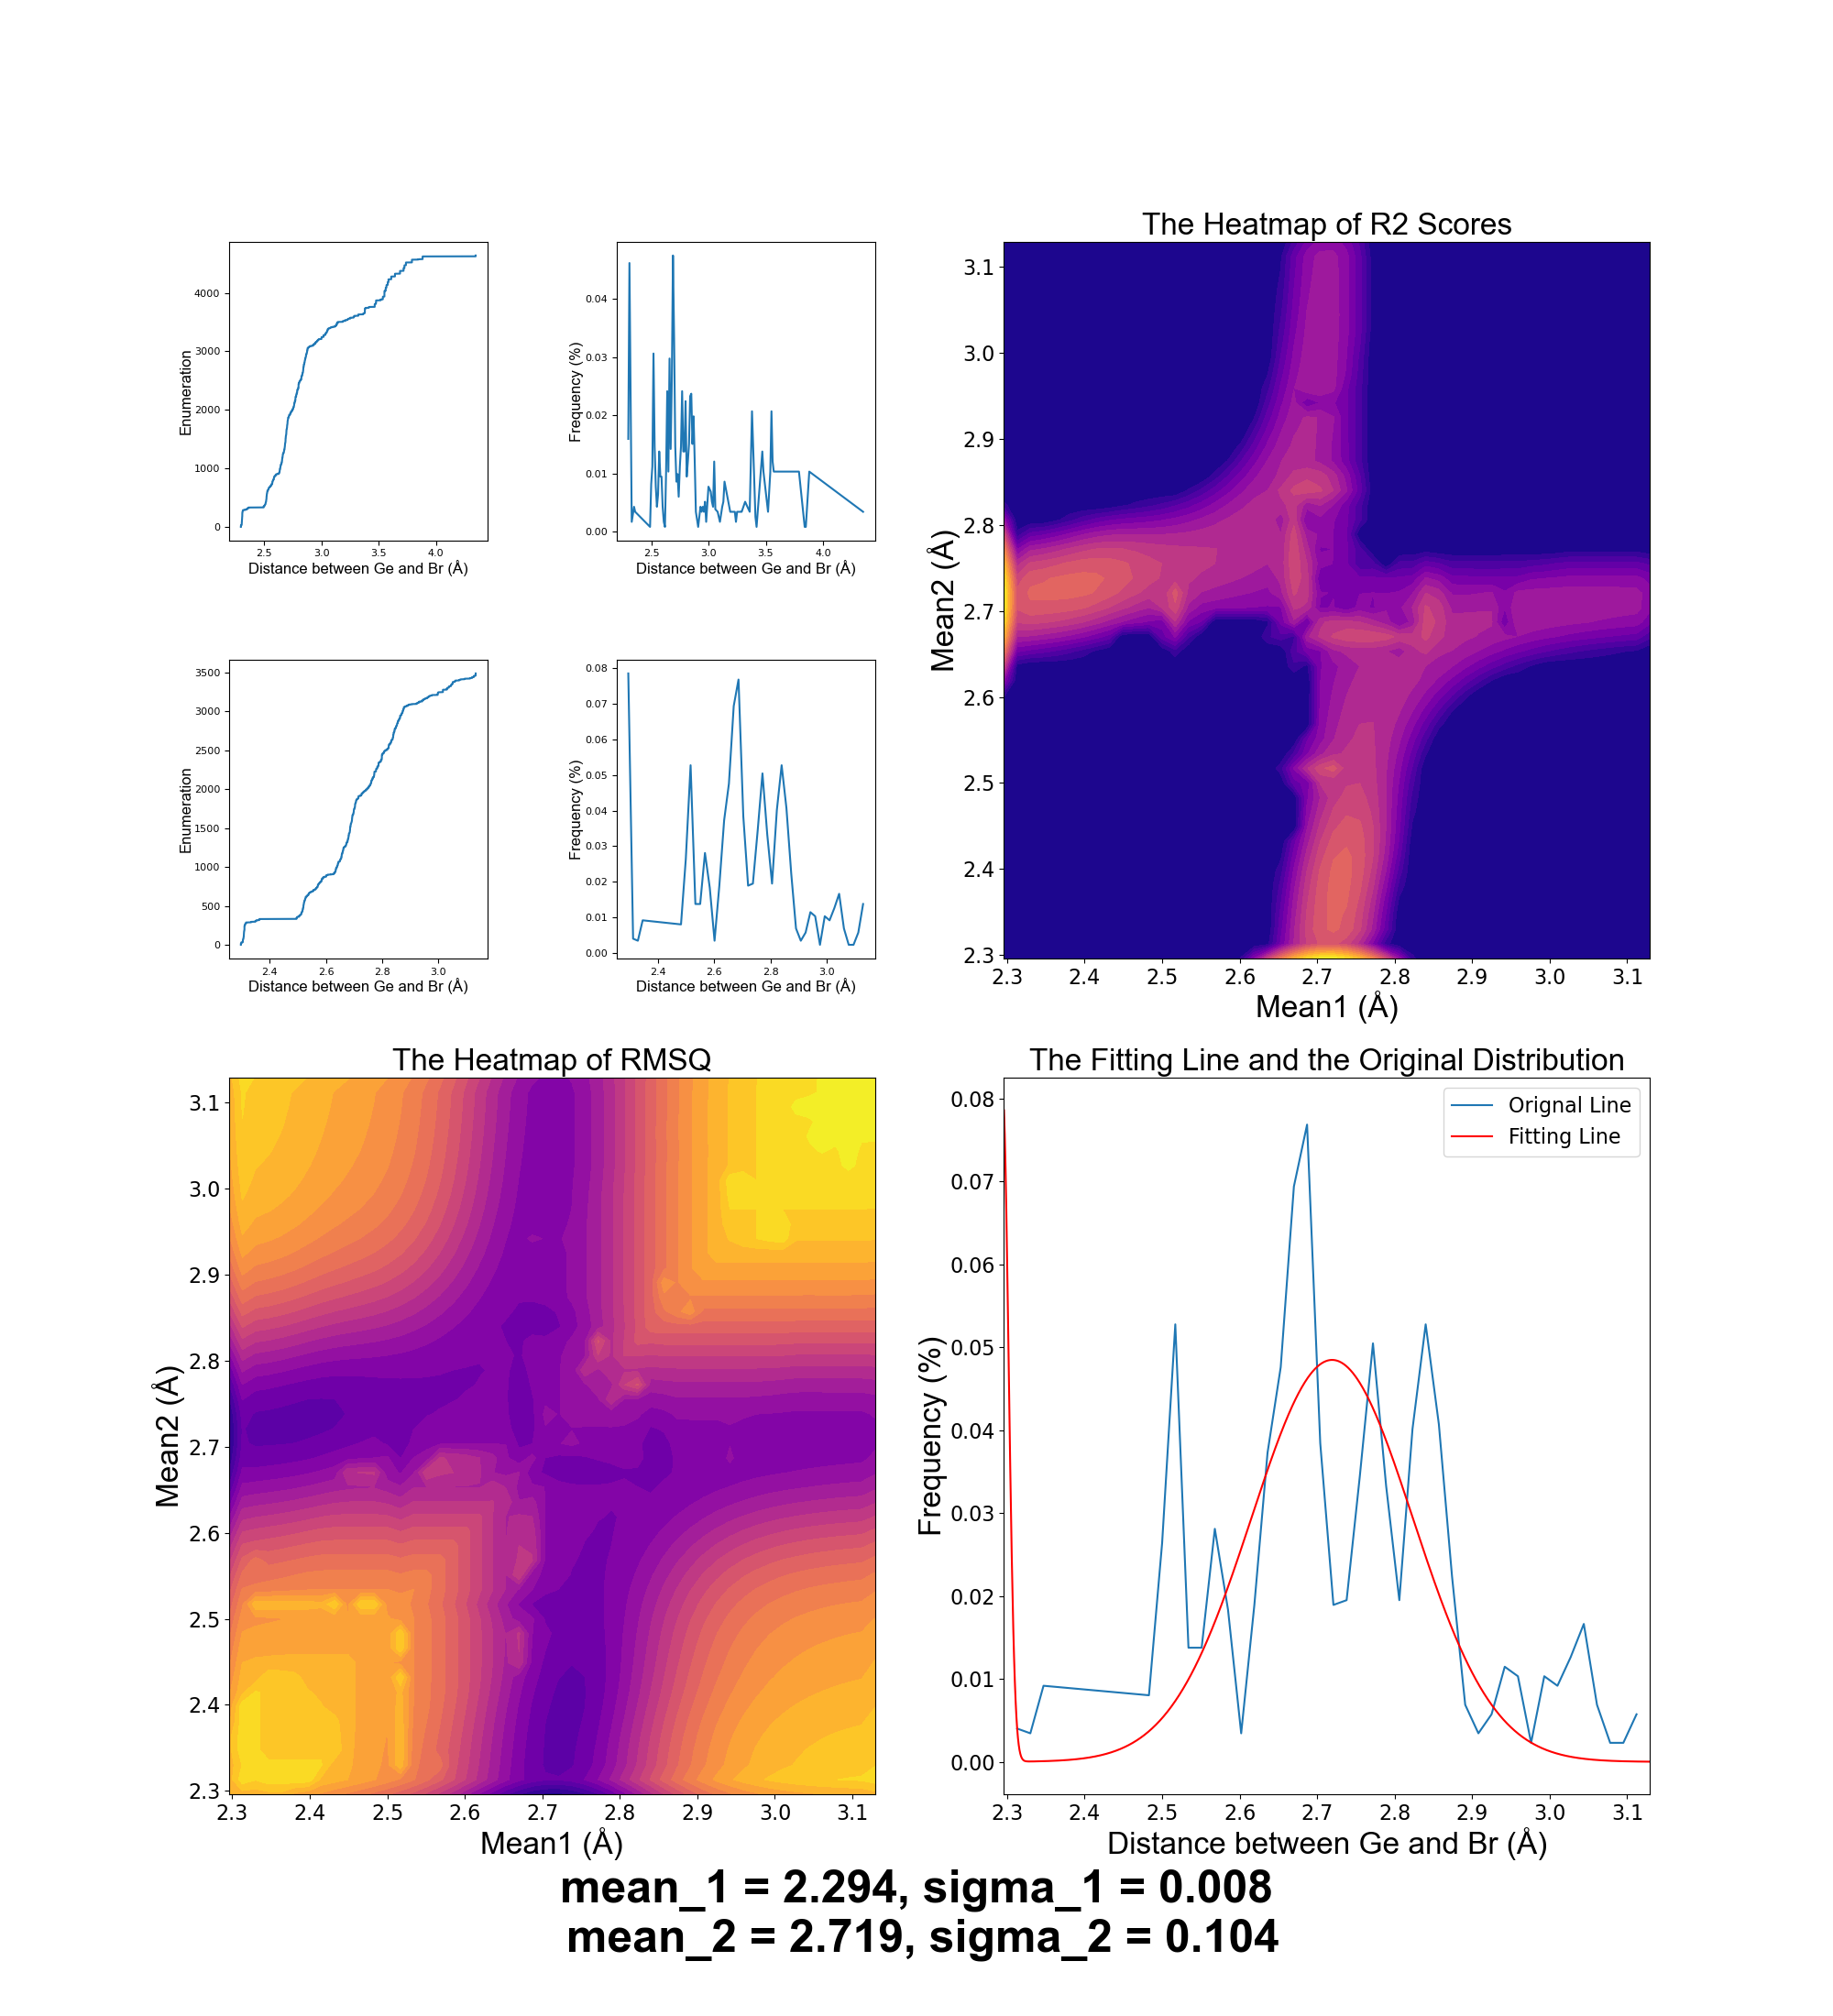 4000
3000
2000
1000
0
Enumeration
2.5 3.0 3.5 4.0
Distance between Ge and Br (Å)
0.04
0.03
0.02
0.01
0.00
Frequency (%)
2.5 3.0 3.5 4.0
Distance between Ge and Br (Å)
The Heatmap of R2 Scores
3.1
3.0
2.9
2.8
2.7
2.6
2.5
2.4
2.3
Mean2 (Å)
2.3 2.4 2.5 2.6 2.7 2.8 2.9 3.0 3.1
Mean1 (Å)
3500
3000
2500
2000
1500
1000
500
0
Enumeration
2.4 2.6 2.8 3.0
Distance between Ge and Br (Å)
0.08
0.07
0.06
0.05
0.04
0.03
0.02
0.01
0.00
Frequency (%)
2.4 2.6 2.8 3.0
Distance between Ge and Br (Å)
The Heatmap of RMSQ
3.1
3.0
2.9
2.8
2.7
2.6
2.5
2.4
2.3
Mean2 (Å)
2.3 2.4 2.5 2.6 2.7 2.8 2.9 3.0 3.1
Mean1 (Å)
The Fitting Line and the Original Distribution
Orignal Line
Fitting Line
0.08
0.07
0.06
0.05
0.04
0.03
0.02
0.01
0.00
Frequency (%)
2.3 2.4 2.5 2.6 2.7 2.8 2.9 3.0 3.1
Distance between Ge and Br (Å)
mean_1 = 2.294, sigma_1 = 0.008
mean_2 = 2.719, sigma_2 = 0.104